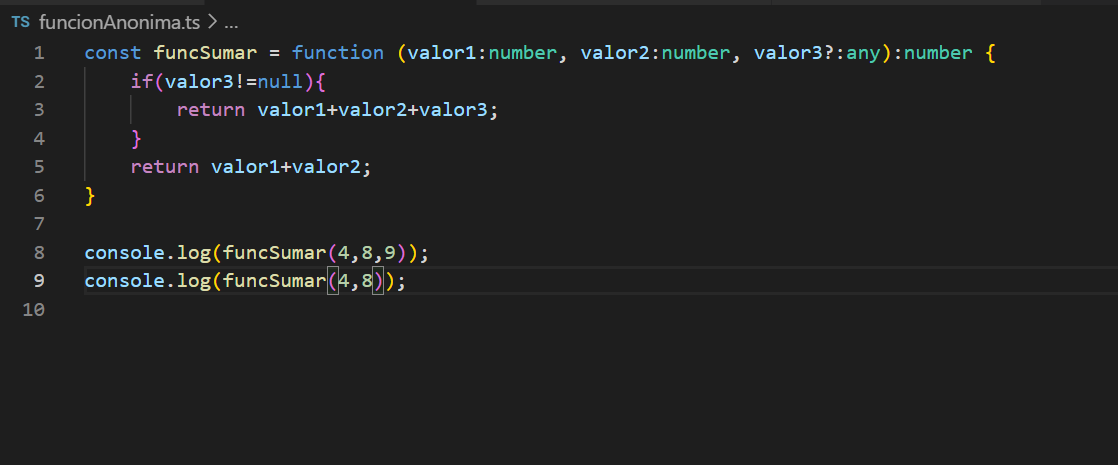 TS funcionAnonima.ts > ...
1 const funcSumar = function (valor1:number, valor2:number, valor3?:any):number {
2     if(valor3!=null){
3         return valor1+valor2+valor3;
4     }
5     return valor1+valor2;
6 }
7
8 console.log(funcSumar(4,8,9));
9 console.log(funcSumar(4,8));
10